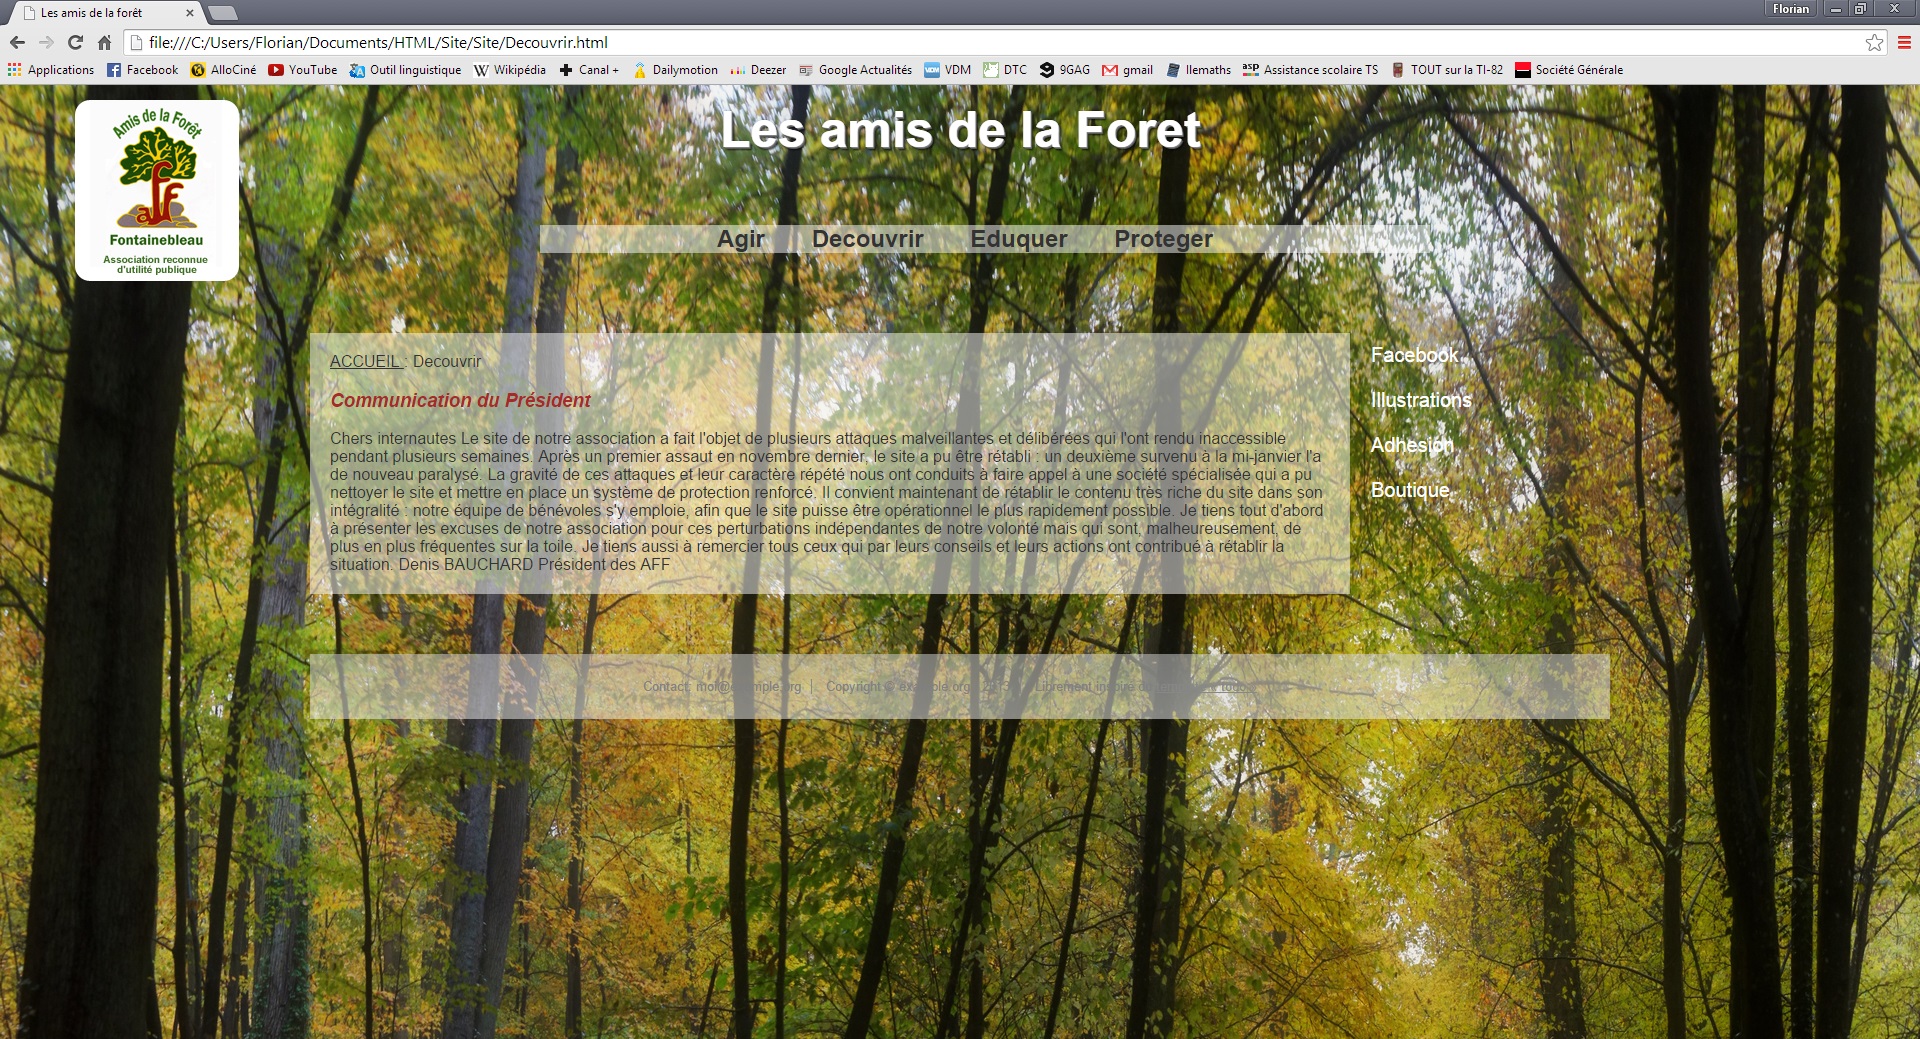 Les amis de la forêt
Florian
file:///C:/Users/Florian/Documents/HTML/Site/Site/Decouvrir.html
Applications Facebook AlloCiné YouTube Outil linguistique Wikipédia Canal + Dailymotion Deezer Google Actualités VDM DTC 9GAG gmail Ilemaths Assistance scolaire TS TOUT sur la TI-82 Société Générale
Amis de la Forêt
aff
Fontainebleau
Association reconnue
d'utilité publique
Les amis de la Foret
Agir Decouvrir Eduquer Proteger
ACCUEIL : Decouvrir
Communication du Président
Chers internautes Le site de notre association a fait l'objet de plusieurs attaques malveillantes et délibérées qui l'ont rendu inaccessible
pendant plusieurs semaines. Après un premier assaut en novembre dernier, le site a pu être rétabli : un deuxième survenu à la mi-janvier l'a
de nouveau paralysé. La gravité de ces attaques et leur caractère répété nous ont conduits à faire appel à une société spécialisée qui a pu
nettoyer le site et mettre en place un système de protection renforcé. Il convient maintenant de rétablir le contenu très riche du site dans son
intégralité : notre équipe de bénévoles s'y emploie, afin que le site puisse être opérationnel le plus rapidement possible. Je tiens tout d'abord
à présenter les excuses de notre association pour ces perturbations indépendantes de notre volonté mais qui sont, malheureusement, de
plus en plus fréquentes sur la toile. Je tiens aussi à remercier tous ceux qui par leurs conseils et leurs actions ont contribué à rétablir la
situation. Denis BAUCHARD Président des AFF
Facebook
Illustrations
Adhesion
Boutique
Contact: moi@example.org | Copyright © example.org Librement inspiré